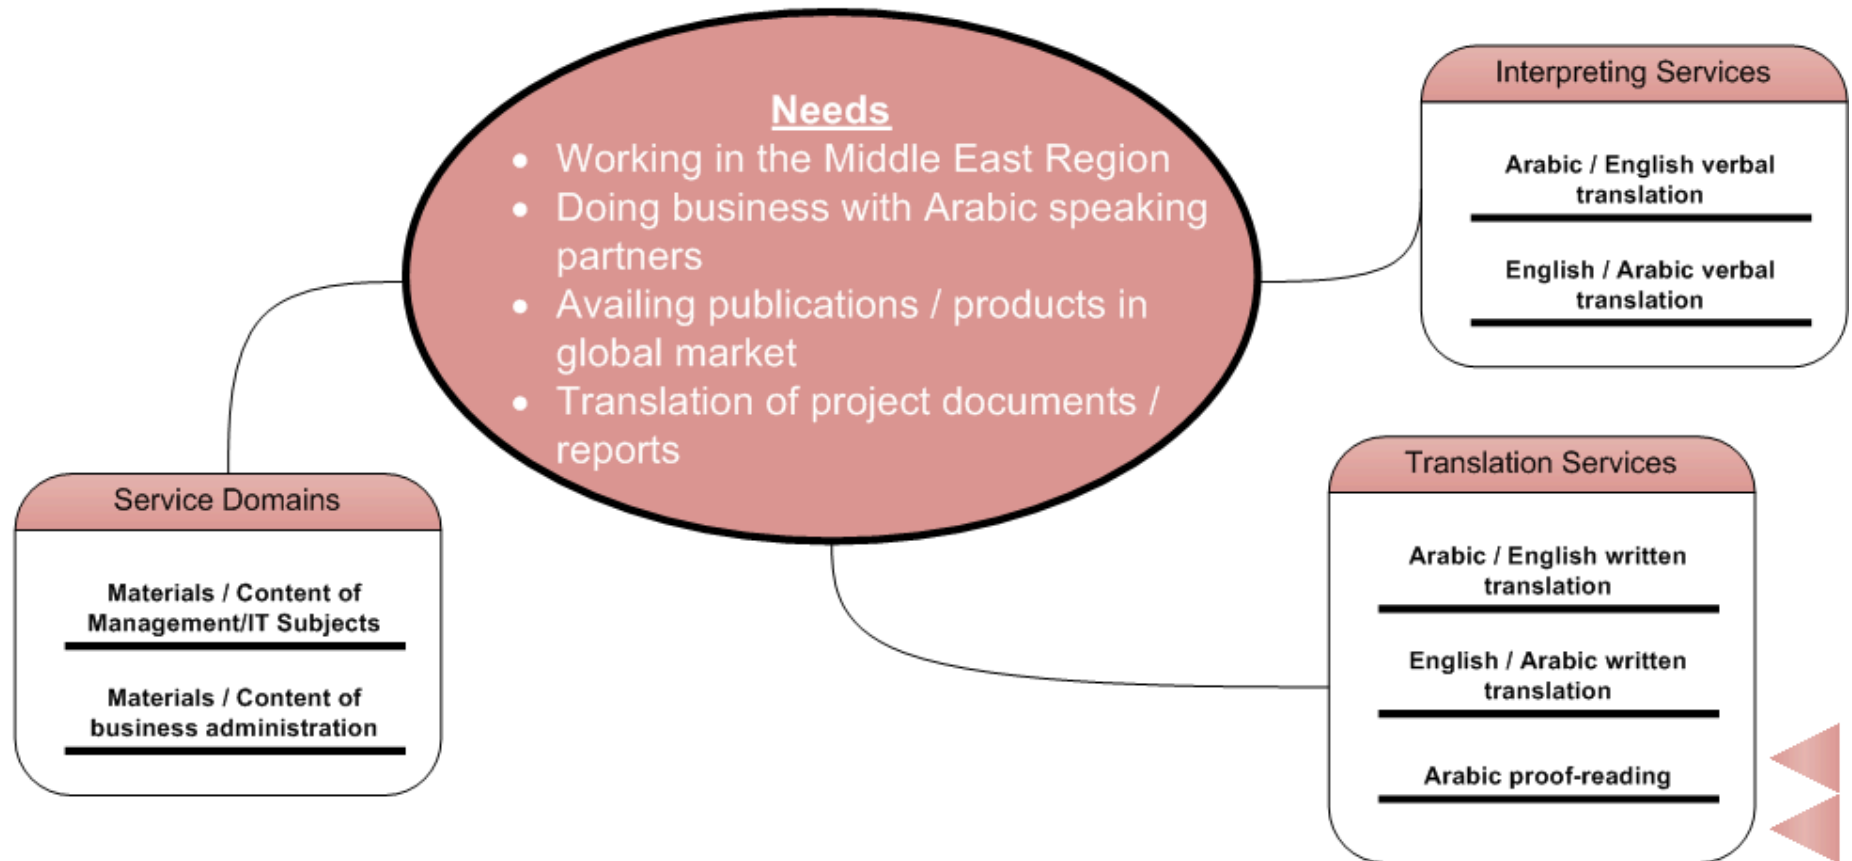 Needs
• Working in the Middle East Region
• Doing business with Arabic speaking
partners
• Availing publications / products in
global market
• Translation of project documents /
reports
Interpreting Services
Arabic / English verbal
translation
English / Arabic verbal
translation
Service Domains
Materials / Content of
Management/IT Subjects
Materials / Content of
business administration
Translation Services
Arabic / English written
translation
English / Arabic written
translation
Arabic proof-reading